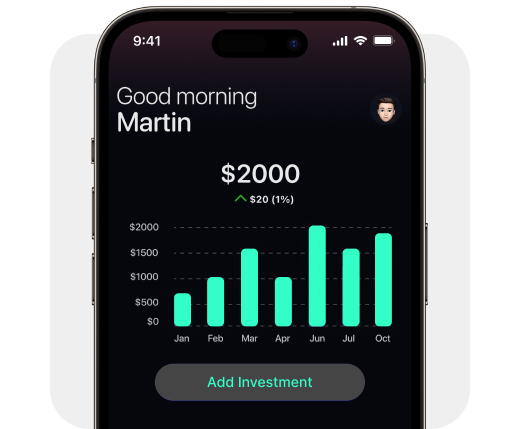 9:41
Good morning
Martin
$2000
$20 (1%)
$2000
$1500
$1000
$500
$0
Jan Feb Mar Apr Jun Jul Oct
Add Investment